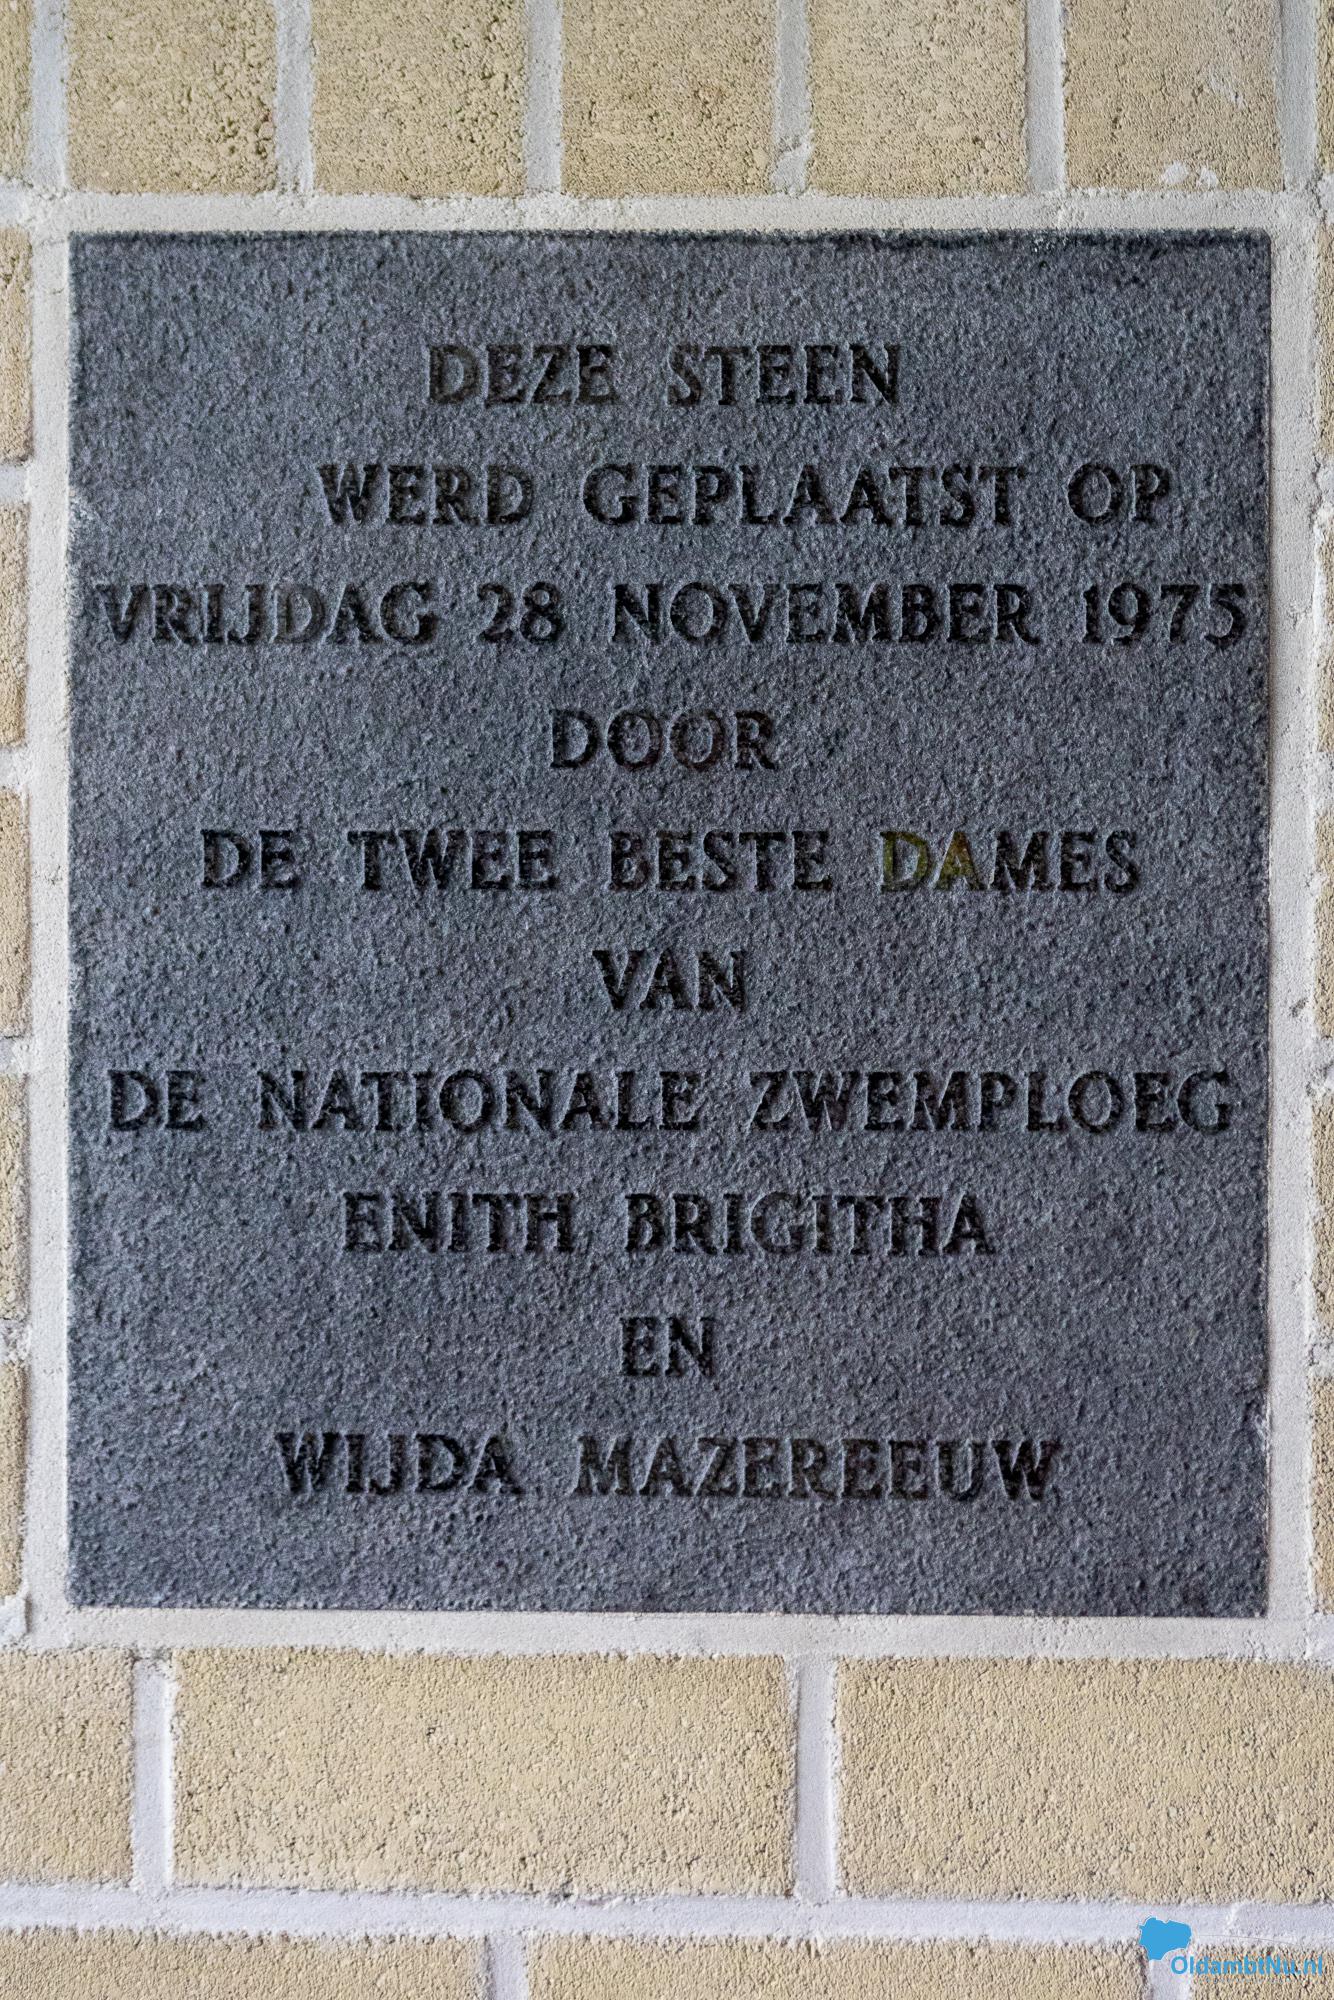 DEZE STEEN
WERD GEPLAATST OP
VRIJDAG 28 NOVEMBER 1975
DOOR
DE TWEE BESTE DAMES
VAN
DE NATIONALE ZWEMPLOEG
ENITH BRIGITHA
EN
WIJDA MAZEREEUW
OldambtNu.nl